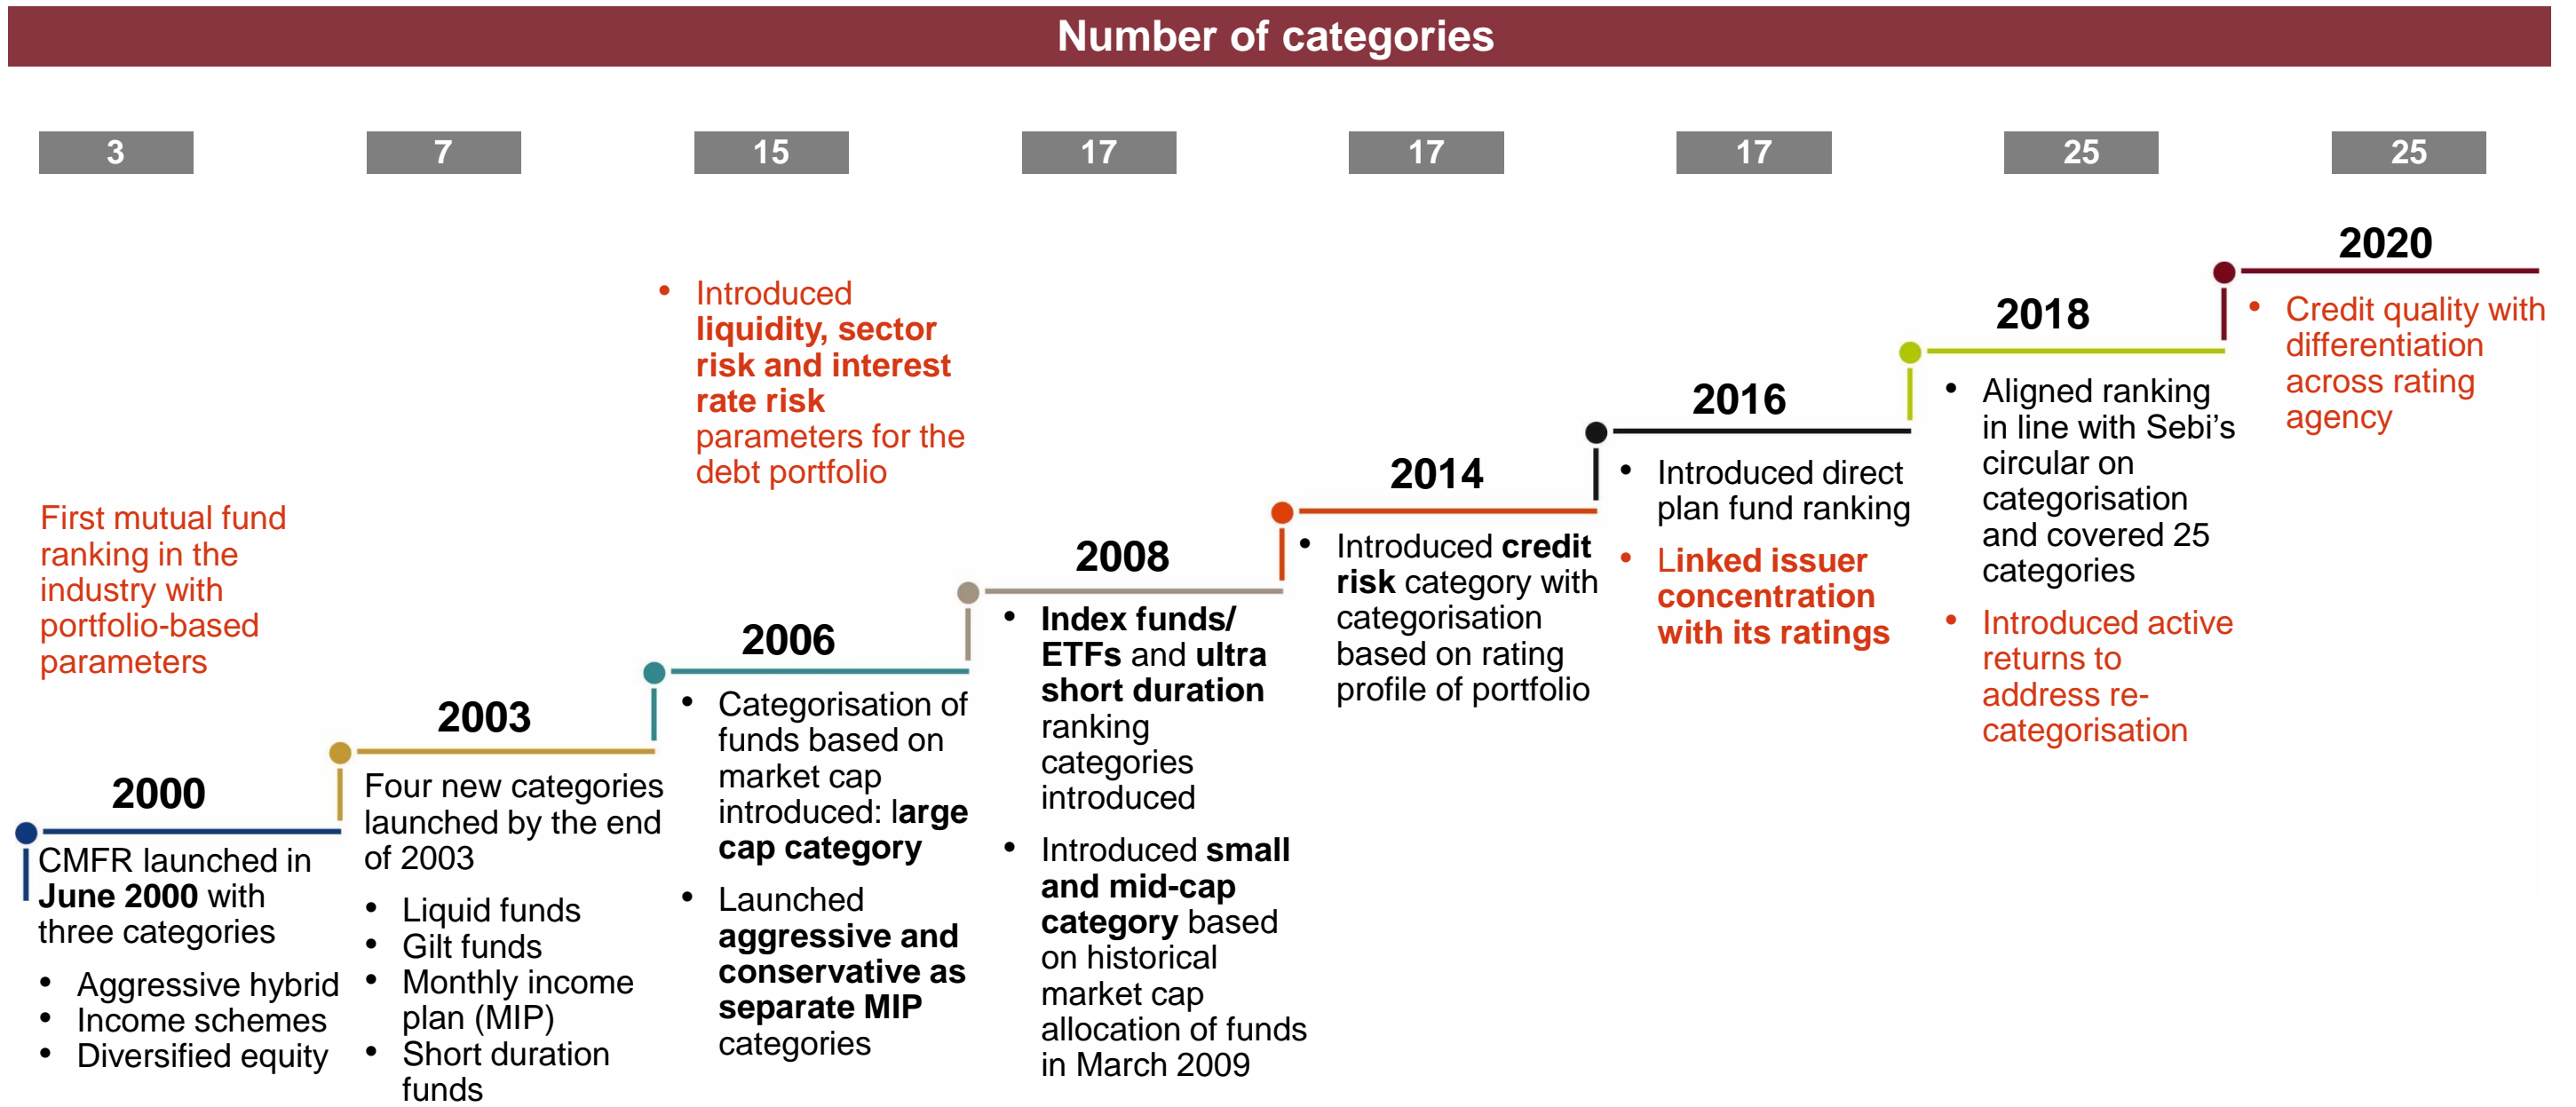 Number of categories
3
7
15
17
17
17
25
25
First mutual fund
ranking in the
industry with
portfolio-based
parameters
2000
CMFR launched in
June 2000 with
three categories
• Aggressive hybrid
• Income schemes
• Diversified equity
2003
Four new categories
launched by the end
of 2003
• Liquid funds
• Gilt funds
• Monthly income
plan (MIP)
• Short duration
funds
• Introduced
liquidity, sector
risk and interest
rate risk
parameters for the
debt portfolio
2006
• Categorisation of
funds based on
market cap
introduced: large
cap category
• Launched
aggressive and
conservative as
separate MIP
categories
2008
• Index funds/
ETFs and ultra
short duration
ranking
categories
introduced
• Introduced small
and mid-cap
category based
on historical
market cap
allocation of funds
in March 2009
2014
• Introduced credit
risk category with
categorisation
based on rating
profile of portfolio
2016
• Introduced direct
plan fund ranking
• Linked issuer
concentration
with its ratings
2018
• Aligned ranking
in line with Sebi’s
circular on
categorisation
and covered 25
categories
• Introduced active
returns to
address re-
categorisation
2020
• Credit quality with
differentiation
across rating
agency